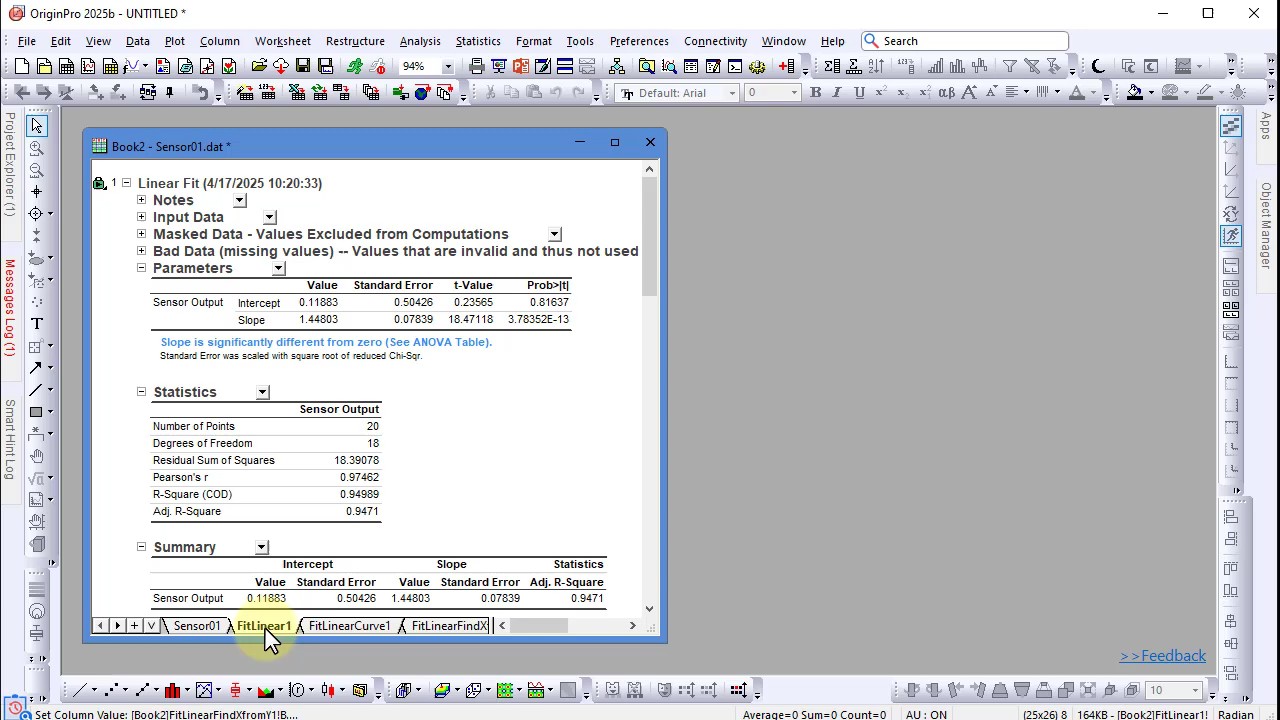 OriginPro 2025b - UNTITLED *
File Edit View Data Plot Column Worksheet Restructure Analysis Statistics Format Tools Preferences Connectivity Window Help Search
94%
Default: Arial 0 B I U
Project Explorer (1)
Messages Log (1)
Smart Hint Log
Book2 - Sensor01.dat *
1 Linear Fit (4/17/2025 10:20:33)
Notes
Input Data
Masked Data - Values Excluded from Computations
Bad Data (missing values) -- Values that are invalid and thus not used
Parameters
Value Standard Error t-Value Prob>|t|
Sensor Output Intercept 0.11883 0.50426 0.23565 0.81637
Slope 1.44803 0.07839 18.47118 3.78352E-13
Slope is significantly different from zero (See ANOVA Table).
Standard Error was scaled with square root of reduced Chi-Sqr.
Statistics
Sensor Output
Number of Points 20
Degrees of Freedom 18
Residual Sum of Squares 18.39078
Pearson's r 0.97462
R-Square (COD) 0.94989
Adj. R-Square 0.9471
Summary
Intercept Slope Statistics
Value Standard Error Value Standard Error Adj. R-Square
Sensor Output 0.11883 0.50426 1.44803 0.07839 0.9471
Sensor01 FitLinear1 FitLinearCurve1 FitLinearFindX
Apps
Object Manager
>>Feedback
10
Set Column Value: [Book2]FitLinearFindXfromY1!B... Average=0 Sum=0 Count=0 AU : ON (25x26) 8 164KB - [Book2]FitLinear1! Radian